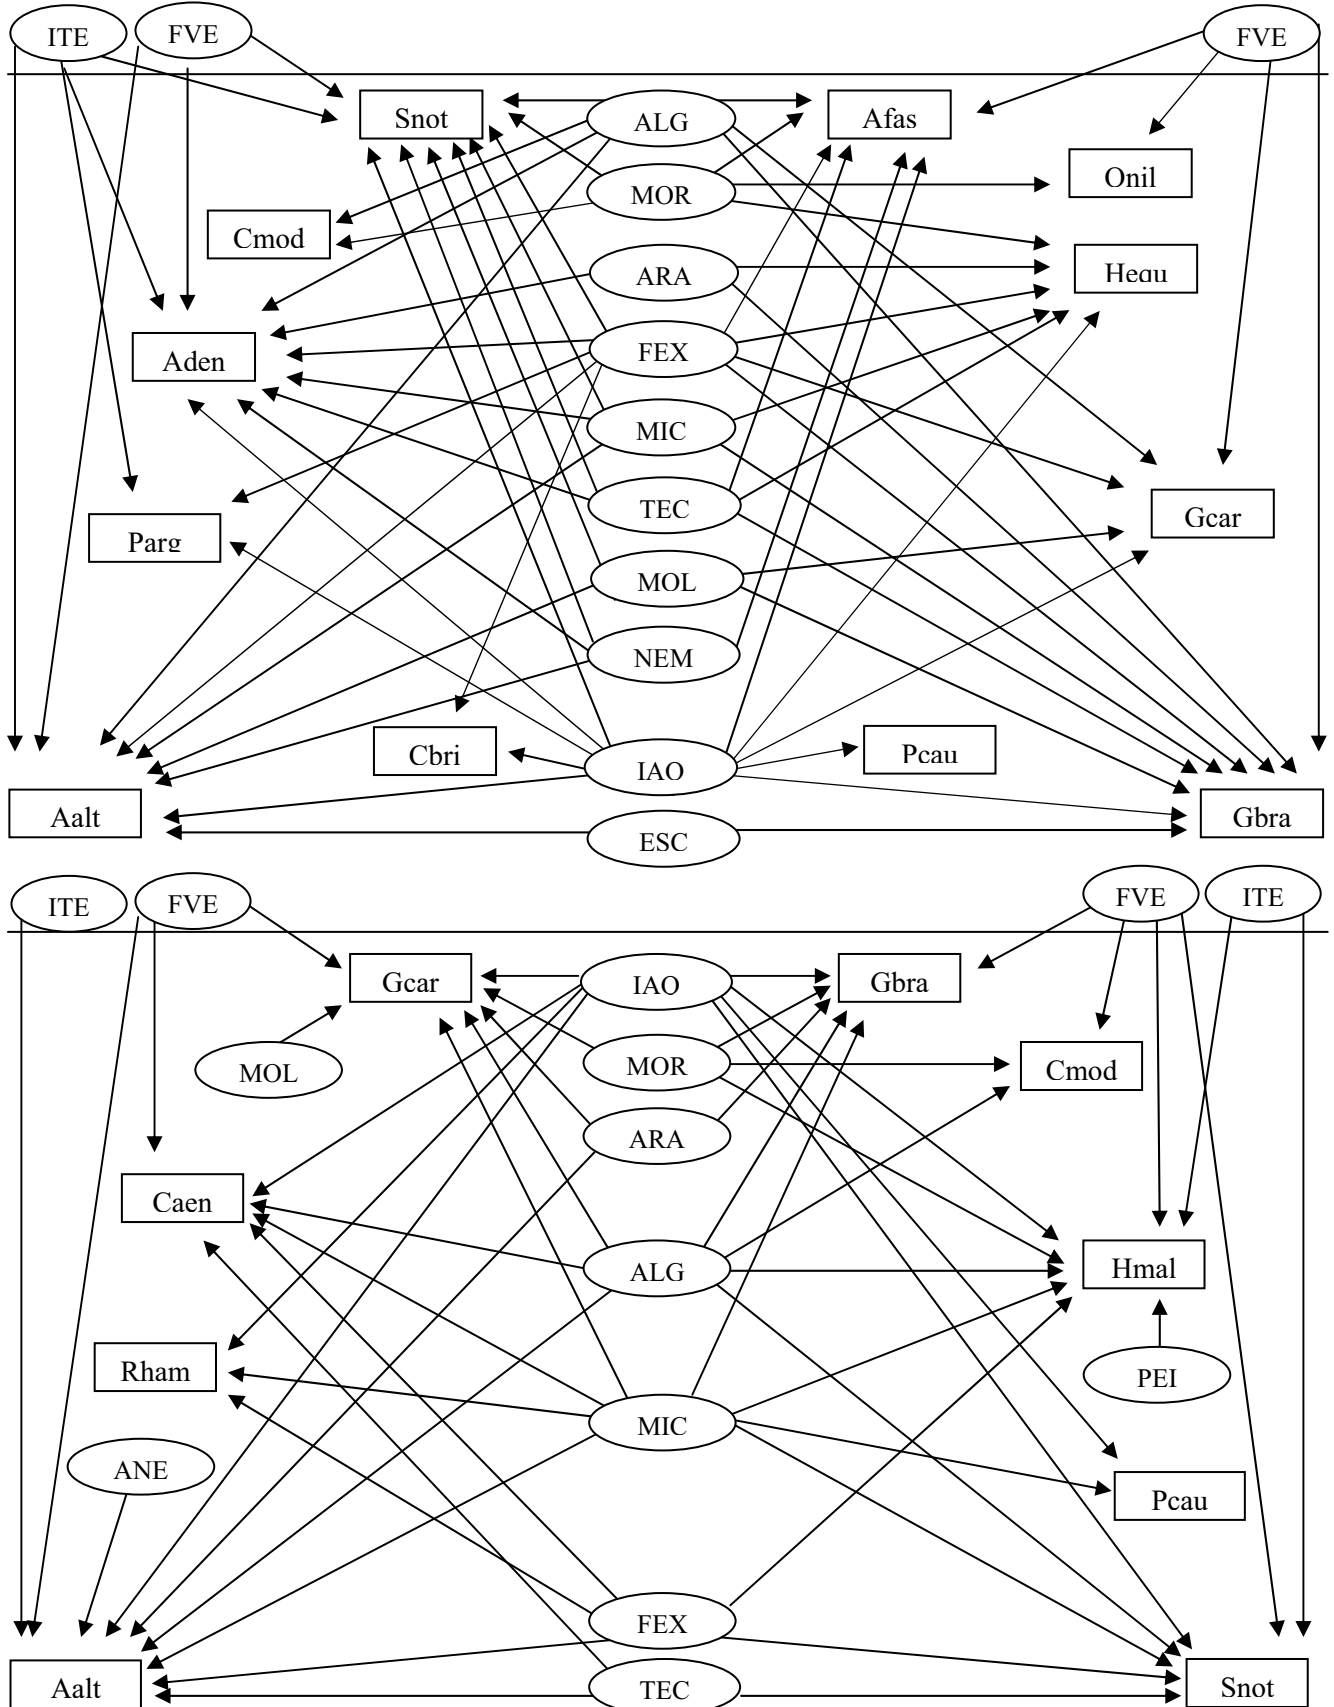 ITE FVE FVE
Snot ALG Afas
MOR Onil
Cmod
ARA Hequ
FEX
Aden
MIC
TEC Gcar
Parg
MOL
NEM
Cbri IAO Pcau
Aalt ESC Gbra
ITE FVE FVE ITE
Gcar IAO Gbra
MOL MOR Cmod
ARA
Caen
ALG Hmal
Rham PEI
MIC
ANE Pcau
FEX
Aalt TEC Snot